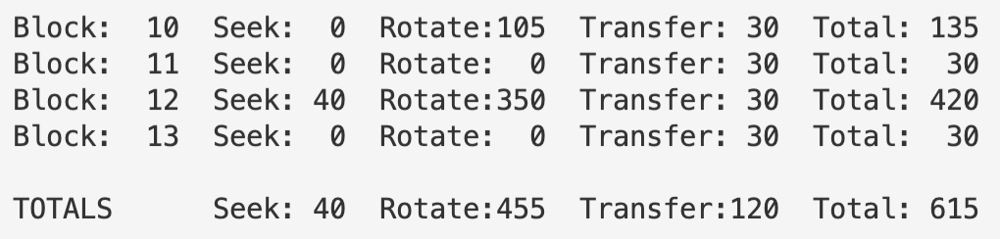 Block:  10  Seek:  0  Rotate:105  Transfer: 30  Total: 135
Block:  11  Seek:  0  Rotate:  0  Transfer: 30  Total:  30
Block:  12  Seek: 40  Rotate:350  Transfer: 30  Total: 420
Block:  13  Seek:  0  Rotate:  0  Transfer: 30  Total:  30

TOTALS      Seek: 40  Rotate:455  Transfer:120  Total: 615